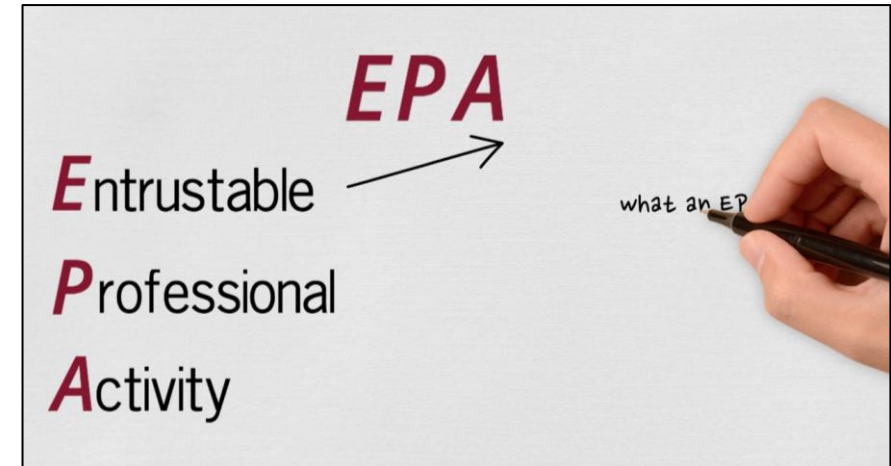 EPA
Entrustable
what an EP
Professional
Activity